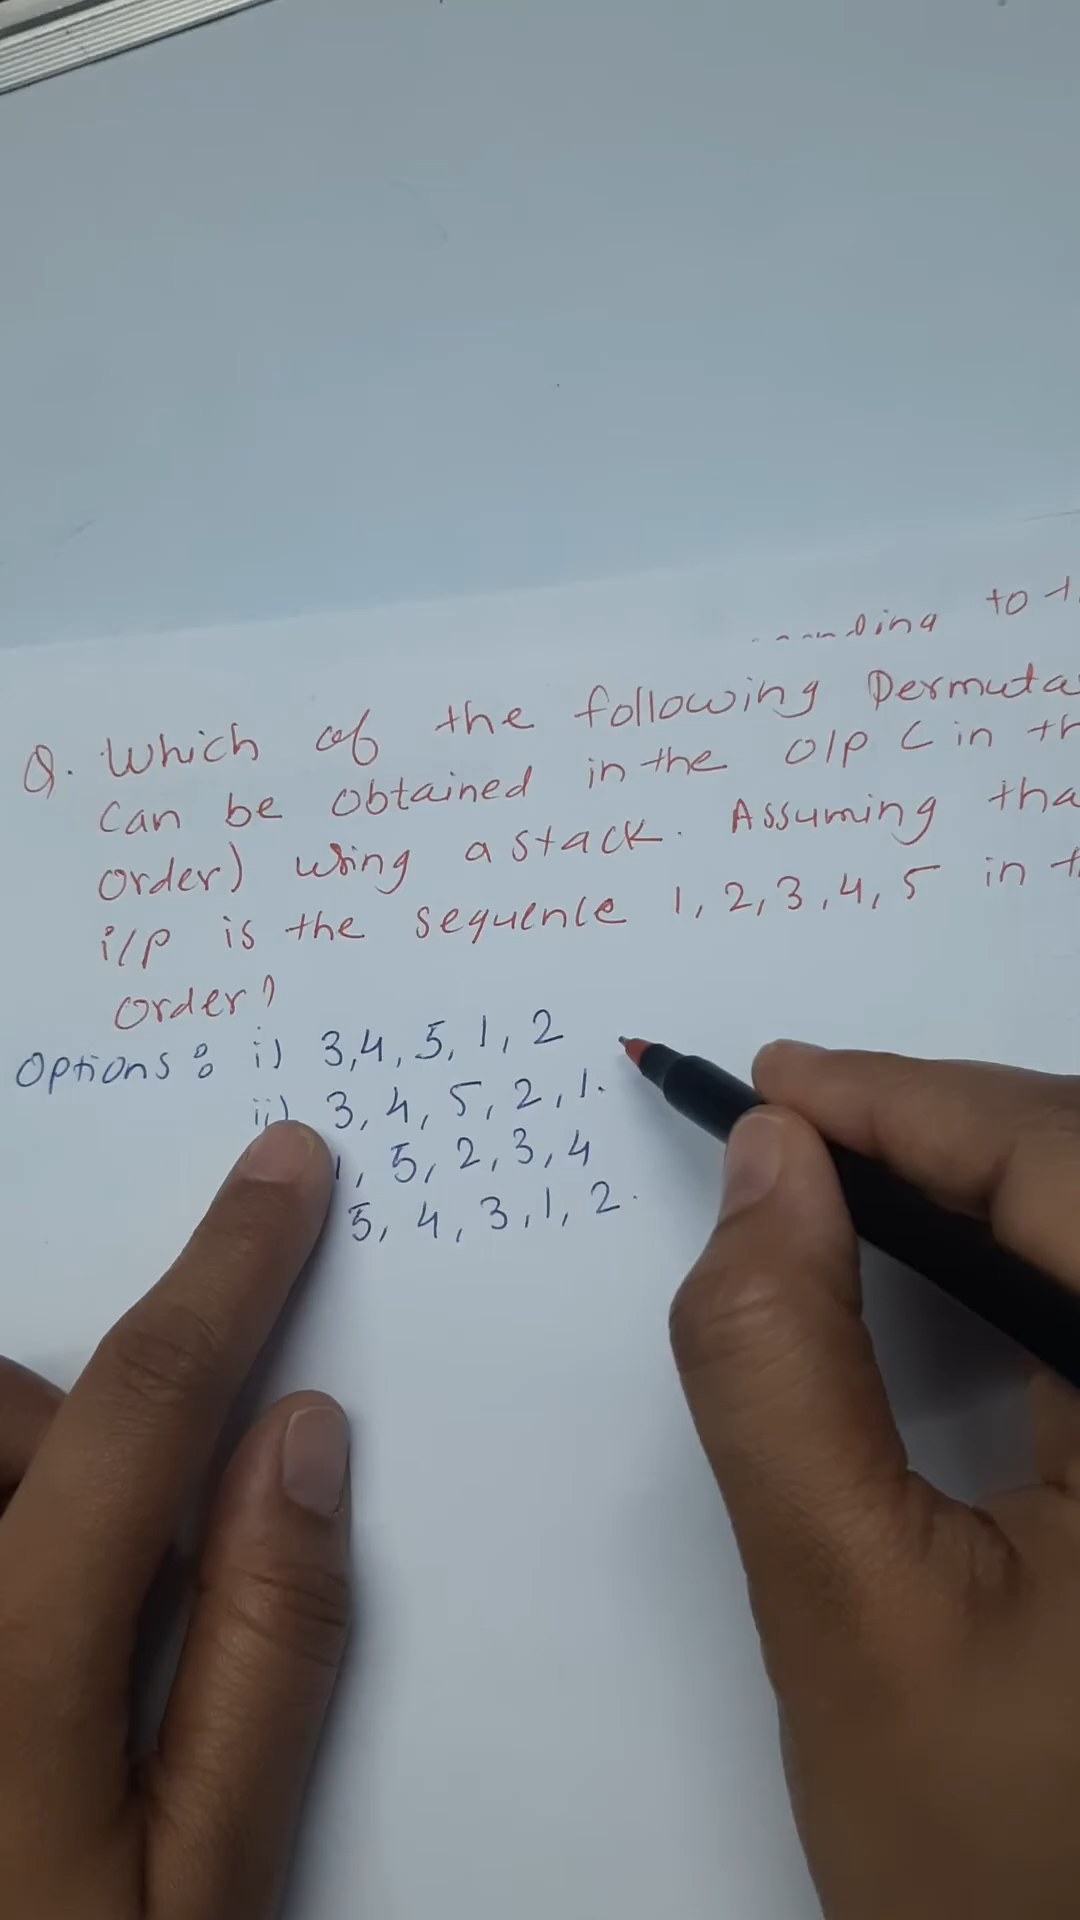 to
Q. Which of the following Permuta
can be obtained in the O/P C in th
order) using a stack. Assuming tha
i/p is the sequence 1, 2, 3, 4, 5 in t
order?
Options : i) 3, 4, 5, 1, 2
ii) 3, 4, 5, 2, 1.
1, 5, 2, 3, 4
5, 4, 3, 1, 2.